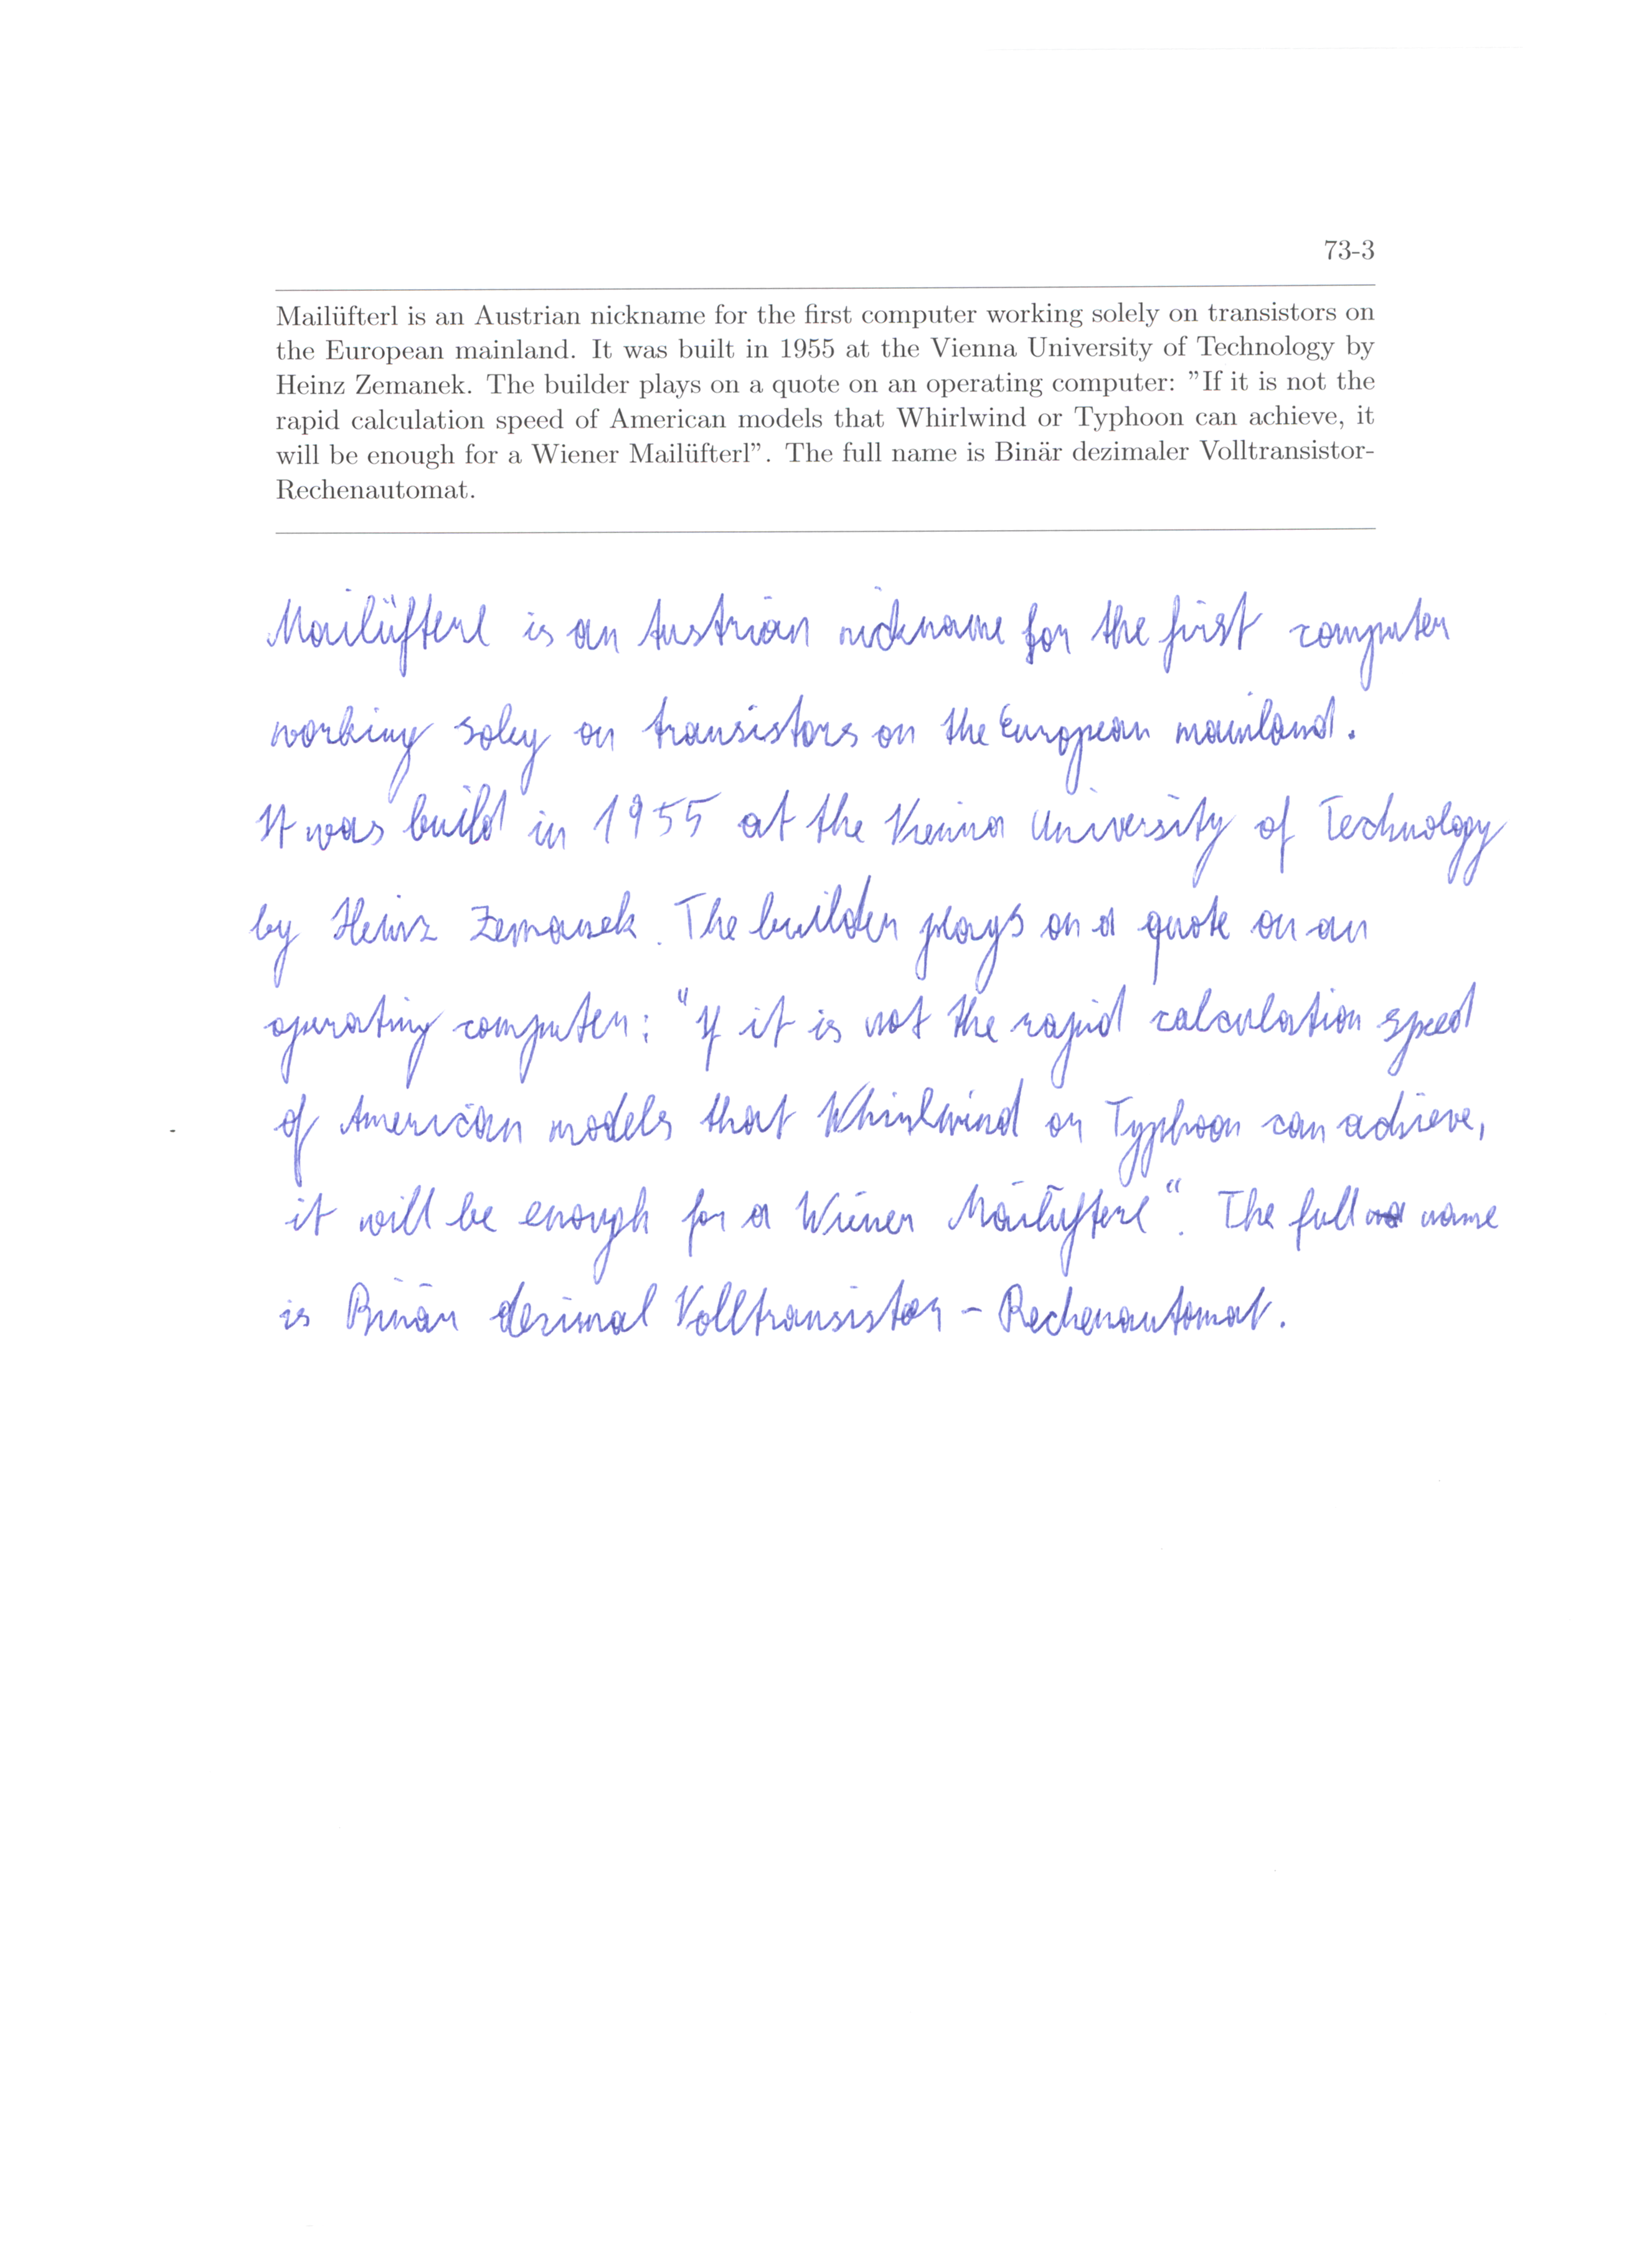 73-3
Mailüfterl is an Austrian nickname for the first computer working solely on transistors on
the European mainland. It was built in 1955 at the Vienna University of Technology by
Heinz Zemanek. The builder plays on a quote on an operating computer: ”If it is not the
rapid calculation speed of American models that Whirlwind or Typhoon can achieve, it
will be enough for a Wiener Mailüfterl”. The full name is Binär dezimaler Volltransistor-
Rechenautomat.
Mailüfterl is an Austrian nickname for the first computer
working soley on transistors on the European mainland.
It was build in 1955 at the Vienna University of Technology
by Heinz Zemanek. The builder plays on a quote on an
operating computer: "If it is not the rapid calculation speed
of American models that Whirlwind or Typhoon can achieve,
it will be enough for a Wiener Mailüfterl“. The full name
is Binär dezimal Volltransistor - Rechenautomat.